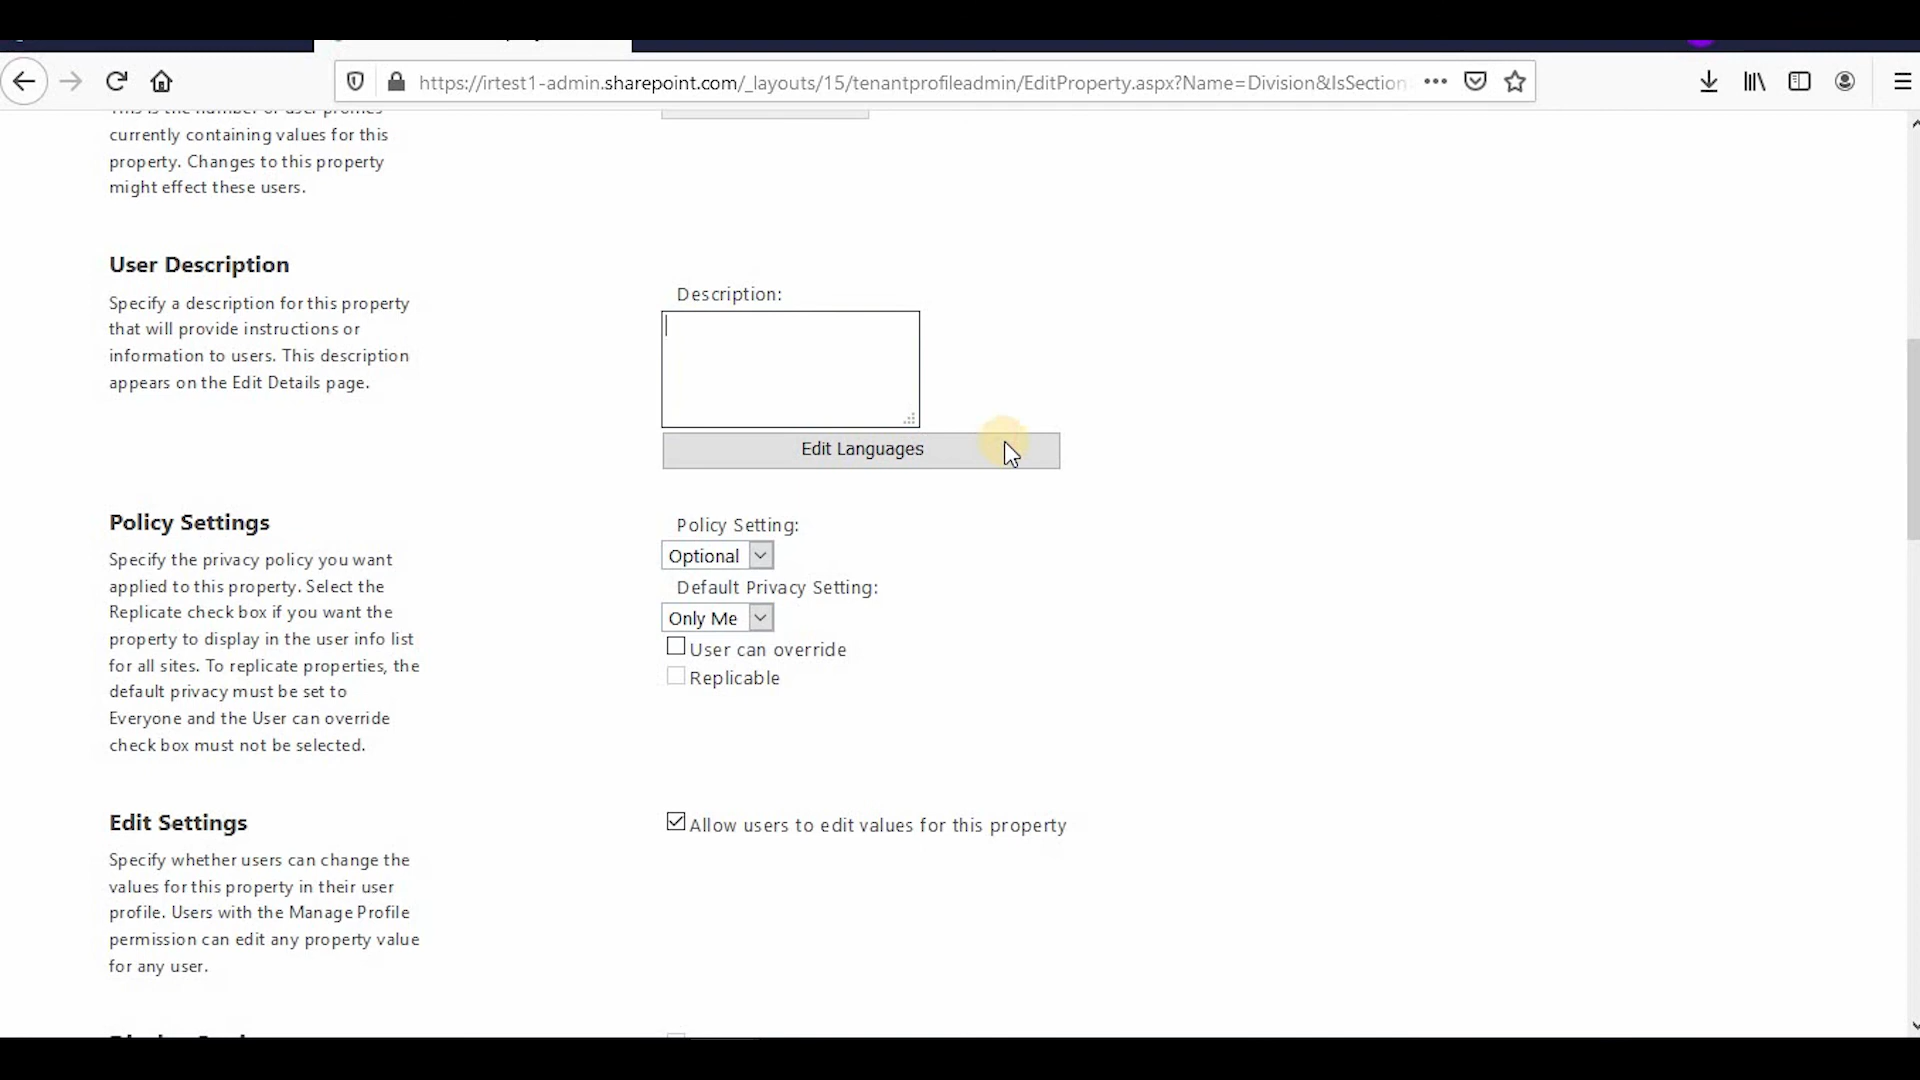 https://irtest1-admin.sharepoint.com/_layouts/15/tenantprofileadmin/EditProperty.aspx?Name=Division&IsSection
This is the number of user profiles
currently containing values for this
property. Changes to this property
might effect these users.
User Description
Specify a description for this property
that will provide instructions or
information to users. This description
appears on the Edit Details page.
Description:
Edit Languages
Policy Settings
Specify the privacy policy you want
applied to this property. Select the
Replicate check box if you want the
property to display in the user info list
for all sites. To replicate properties, the
default privacy must be set to
Everyone and the User can override
check box must not be selected.
Policy Setting:
Optional
Default Privacy Setting:
Only Me
User can override
Replicable
Edit Settings
Specify whether users can change the
values for this property in their user
profile. Users with the Manage Profile
permission can edit any property value
for any user.
Allow users to edit values for this property